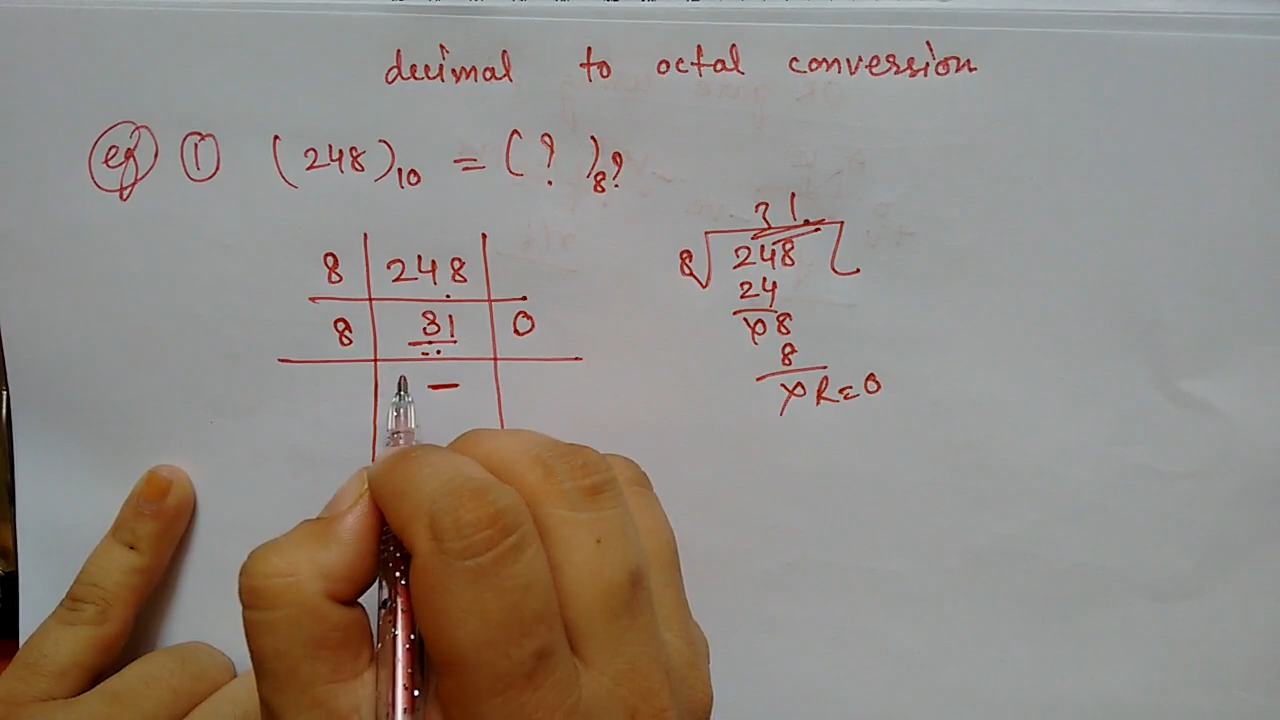 decimal to octal conversion
eg ① (248)₁₀ = (?)₈?
8 | 248 |
8 | 31 | 0
–
31.
8 248
24
08
8
0 R=0